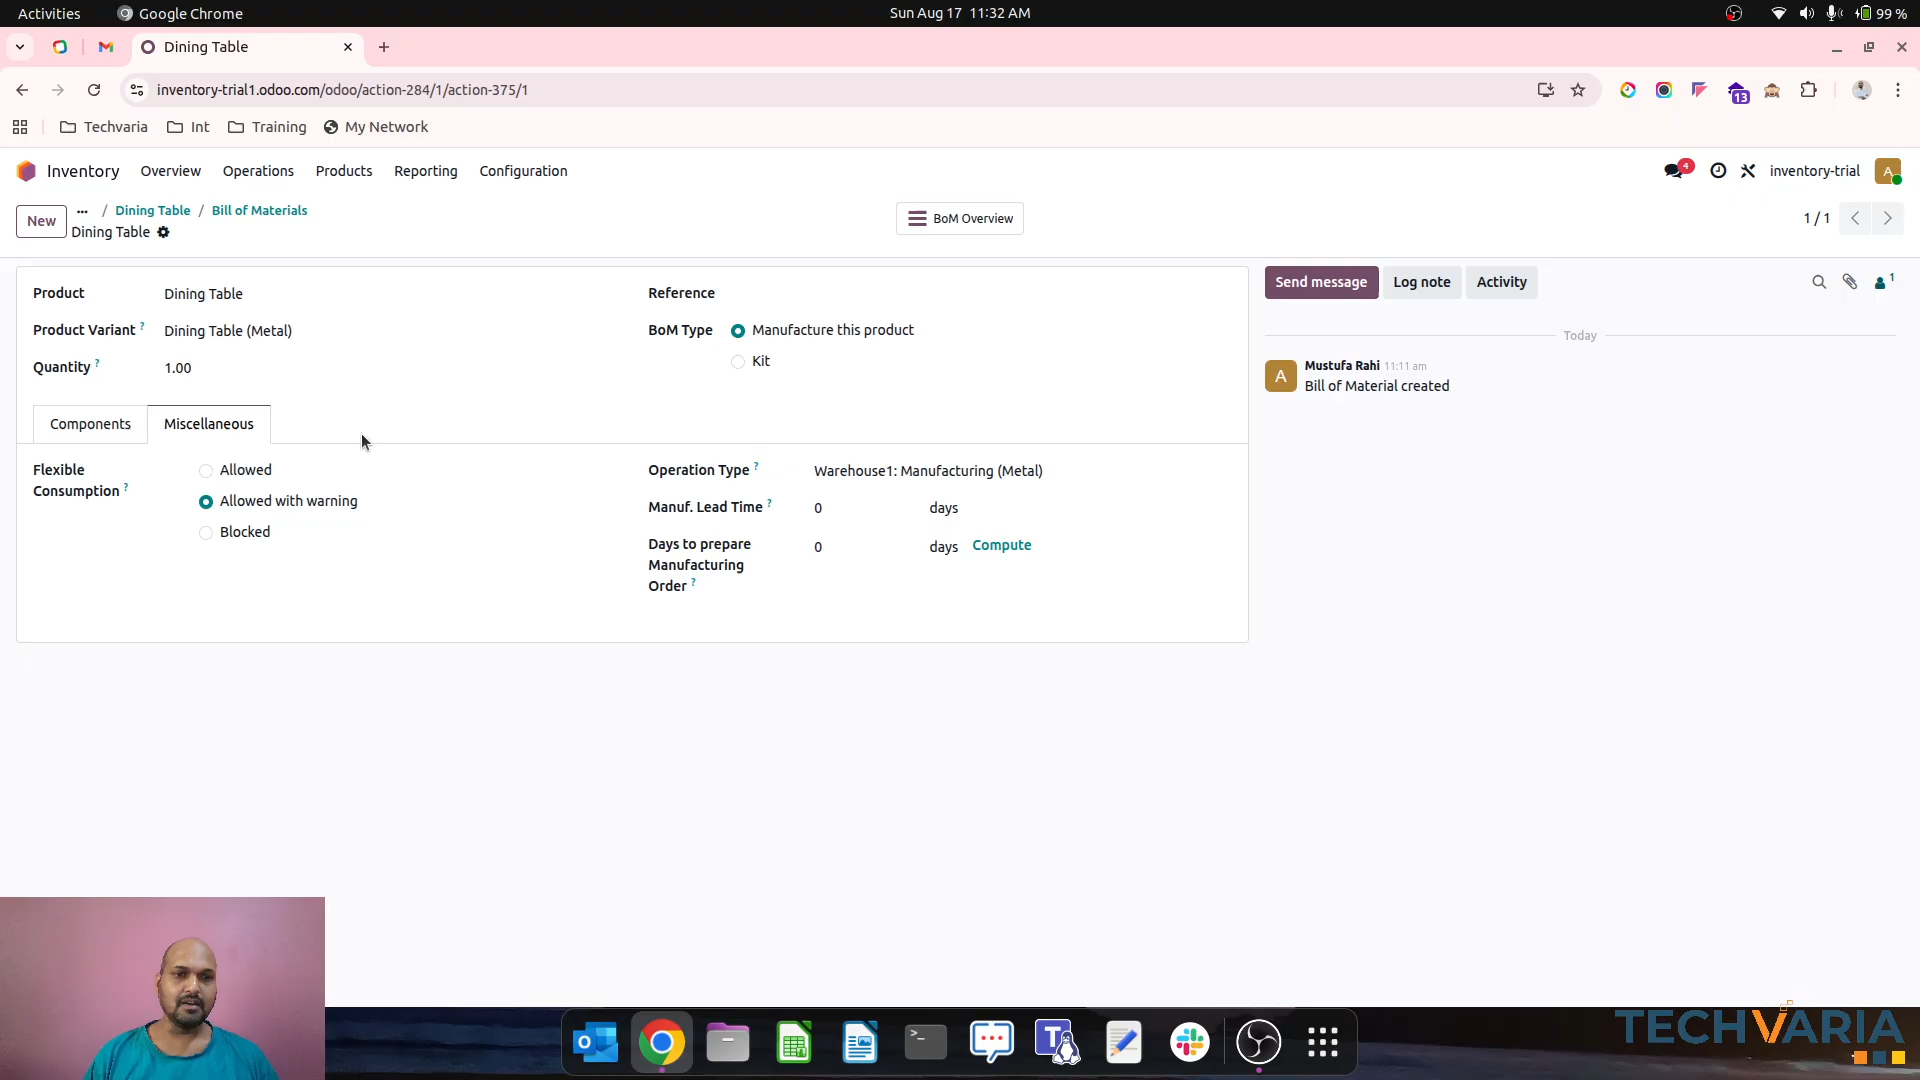 Activities
Google Chrome
Sun Aug 17 11:32 AM
99 %
Dining Table
inventory-trial1.odoo.com/odoo/action-284/1/action-375/1
13
Techvaria
Int
Training
My Network
Inventory
Overview
Operations
Products
Reporting
Configuration
4
inventory-trial
A
New
... / Dining Table / Bill of Materials
Dining Table
BoM Overview
1 / 1
Product
Dining Table
Reference
Product Variant ?
Dining Table (Metal)
BoM Type
Manufacture this product
Kit
Quantity ?
1.00
Send message
Log note
Activity
1
Today
A
Mustufa Rahi 11:11 am
Bill of Material created
Components
Miscellaneous
Flexible
Consumption ?
Allowed
Allowed with warning
Blocked
Operation Type ?
Warehouse1: Manufacturing (Metal)
Manuf. Lead Time ?
0
days
Days to prepare
Manufacturing
Order ?
0
days
Compute
TECHVARIA